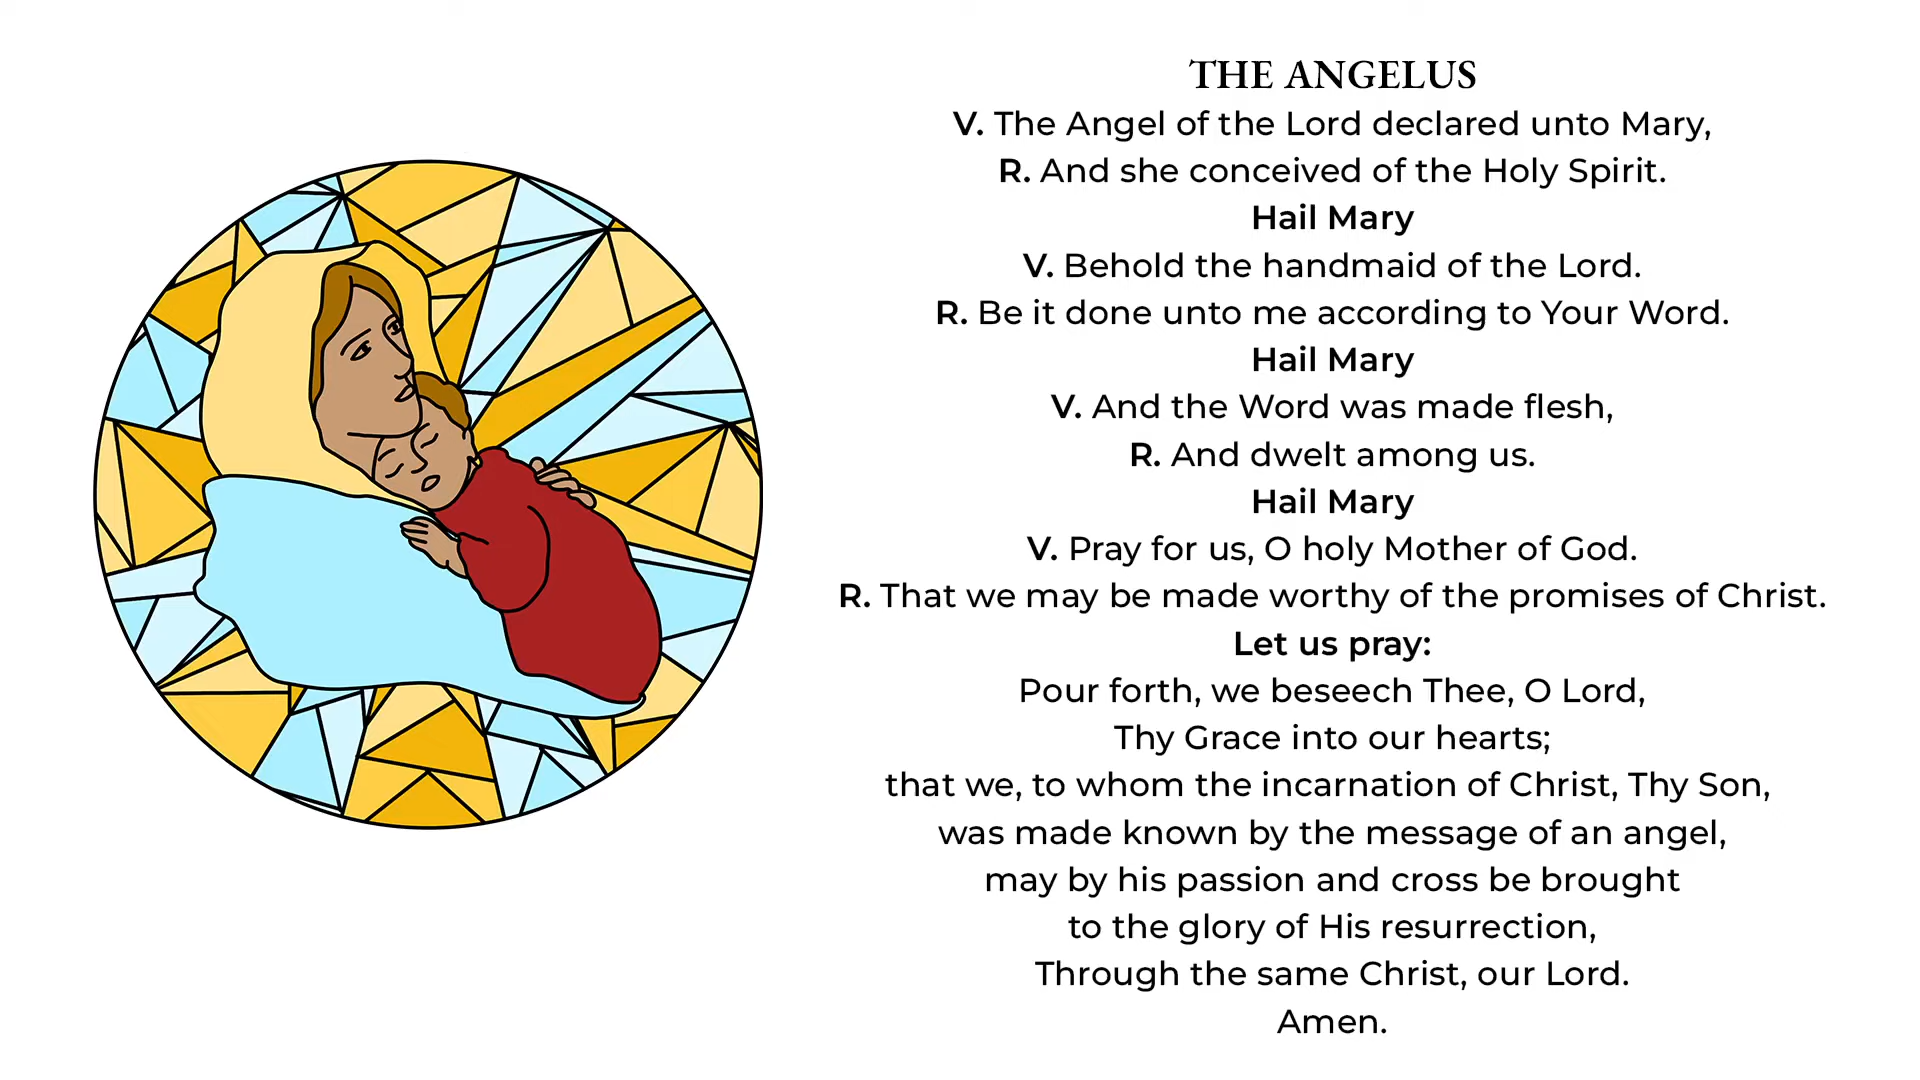 THE ANGELUS
V. The Angel of the Lord declared unto Mary,
R. And she conceived of the Holy Spirit.
Hail Mary
V. Behold the handmaid of the Lord.
R. Be it done unto me according to Your Word.
Hail Mary
V. And the Word was made flesh,
R. And dwelt among us.
Hail Mary
V. Pray for us, O holy Mother of God.
R. That we may be made worthy of the promises of Christ.
Let us pray:
Pour forth, we beseech Thee, O Lord,
Thy Grace into our hearts;
that we, to whom the incarnation of Christ, Thy Son,
was made known by the message of an angel,
may by his passion and cross be brought
to the glory of His resurrection,
Through the same Christ, our Lord.
Amen.